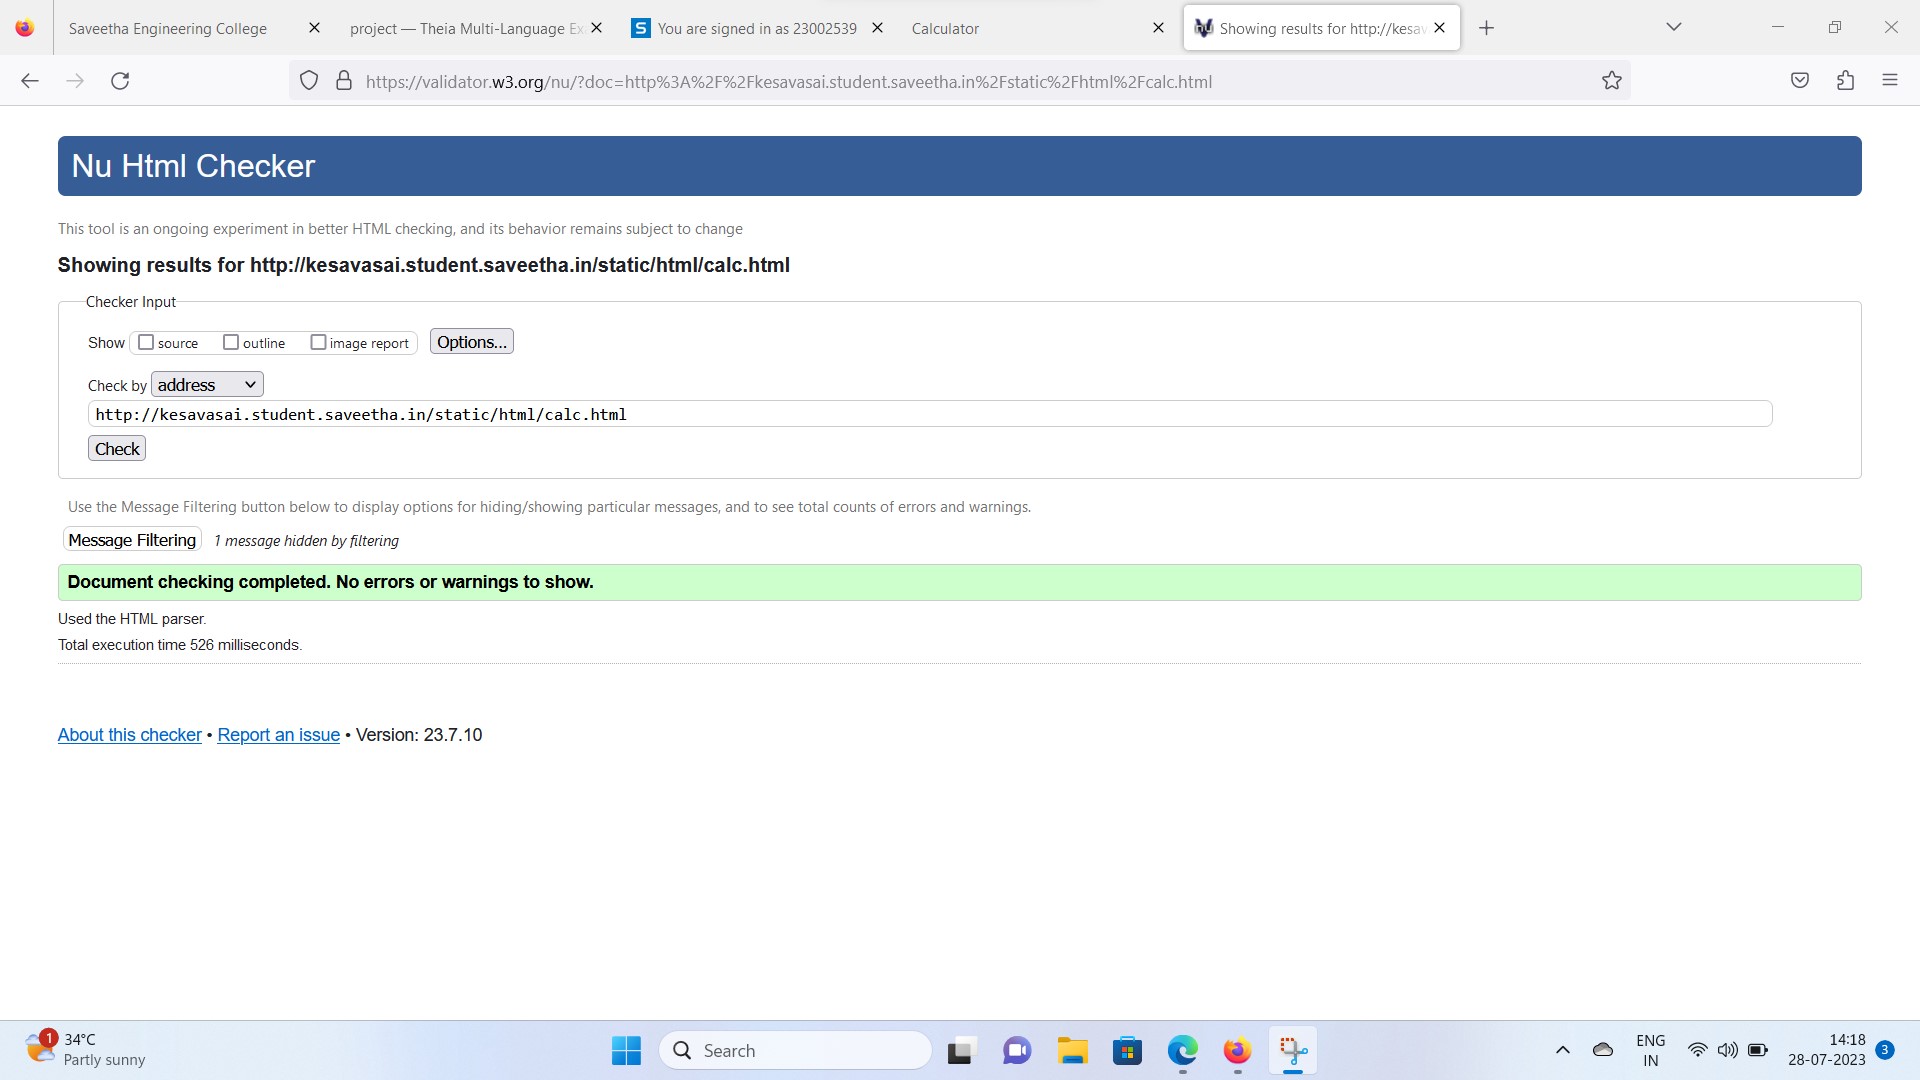 Saveetha Engineering College
project — Theia Multi-Language Ex
S You are signed in as 23002539
Calculator
Showing results for http://kesav
https://validator.w3.org/nu/?doc=http%3A%2F%2Fkesavasai.student.saveetha.in%2Fstatic%2Fhtml%2Fcalc.html
Nu Html Checker
This tool is an ongoing experiment in better HTML checking, and its behavior remains subject to change
Showing results for http://kesavasai.student.saveetha.in/static/html/calc.html
Checker Input
Show source outline image report Options...
Check by address
http://kesavasai.student.saveetha.in/static/html/calc.html
Check
Use the Message Filtering button below to display options for hiding/showing particular messages, and to see total counts of errors and warnings.
Message Filtering 1 message hidden by filtering
Document checking completed. No errors or warnings to show.
Used the HTML parser.
Total execution time 526 milliseconds.
About this checker • Report an issue • Version: 23.7.10
1
34°C
Partly sunny
Search
ENG
IN
14:18
28-07-2023
3